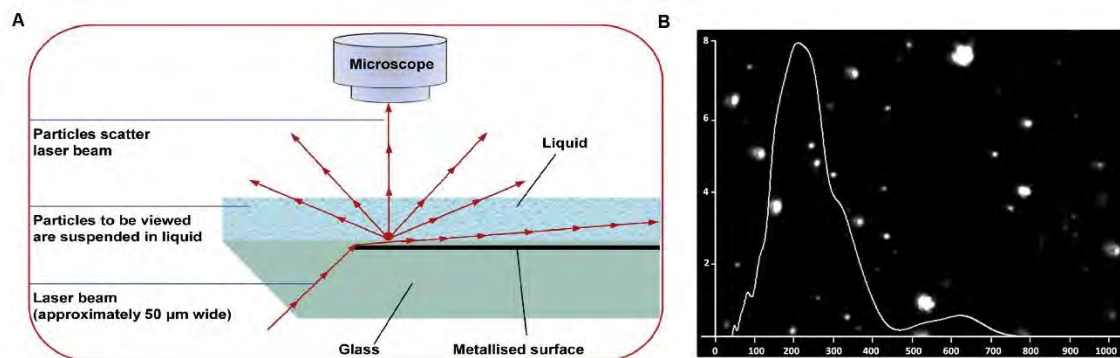 A
Microscope
Particles scatter
laser beam
Liquid
Particles to be viewed
are suspended in liquid
Laser beam
(approximately 50 µm wide)
Glass
Metallised surface
B
8
6
4
2
0 100 200 300 400 500 600 700 800 900 1000